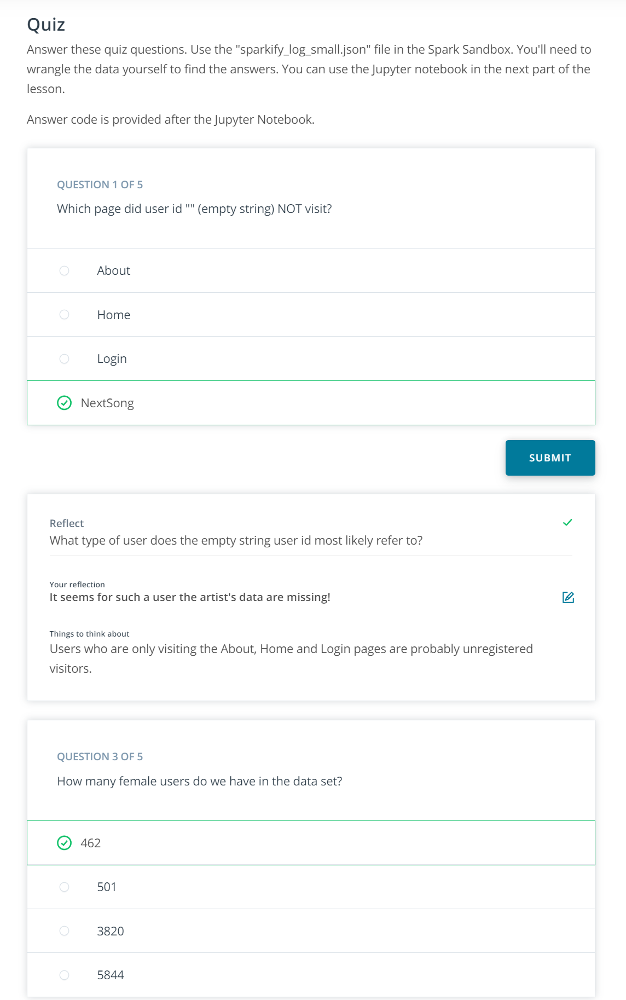 Quiz
Answer these quiz questions. Use the "sparkify_log_small.json" file in the Spark Sandbox. You'll need to
wrangle the data yourself to find the answers. You can use the Jupyter notebook in the next part of the
lesson.
Answer code is provided after the Jupyter Notebook.
QUESTION 1 OF 5
Which page did user id "" (empty string) NOT visit?
About
Home
Login
NextSong
SUBMIT
Reflect
What type of user does the empty string user id most likely refer to?
Your reflection
It seems for such a user the artist's data are missing!
Things to think about
Users who are only visiting the About, Home and Login pages are probably unregistered
visitors.
QUESTION 3 OF 5
How many female users do we have in the data set?
462
501
3820
5844